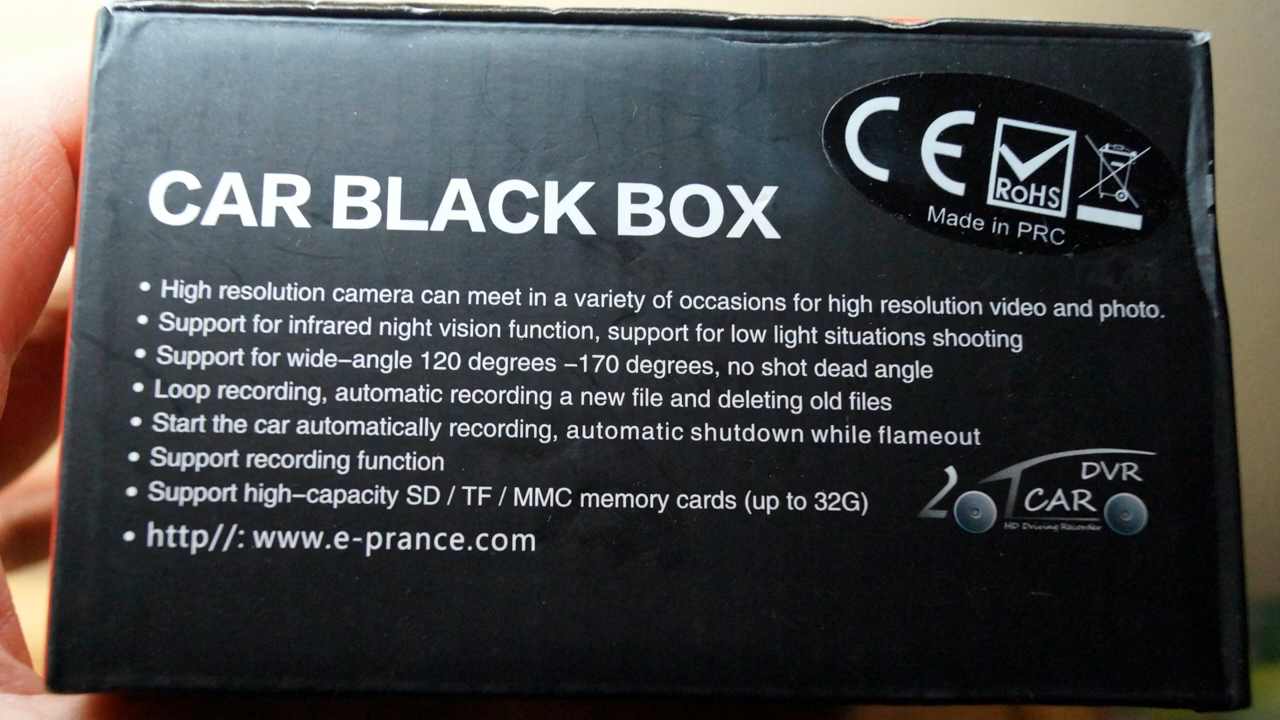 CE RoHS
Made in PRC
CAR BLACK BOX
• High resolution camera can meet in a variety of occasions for high resolution video and photo.
• Support for infrared night vision function, support for low light situations shooting
• Support for wide–angle 120 degrees –170 degrees, no shot dead angle
• Loop recording, automatic recording a new file and deleting old files
• Start the car automatically recording, automatic shutdown while flameout
• Support recording function
• Support high–capacity SD / TF / MMC memory cards (up to 32G)
• http//: www.e-prance.com
DVR
CAR
HD Driving Recorder